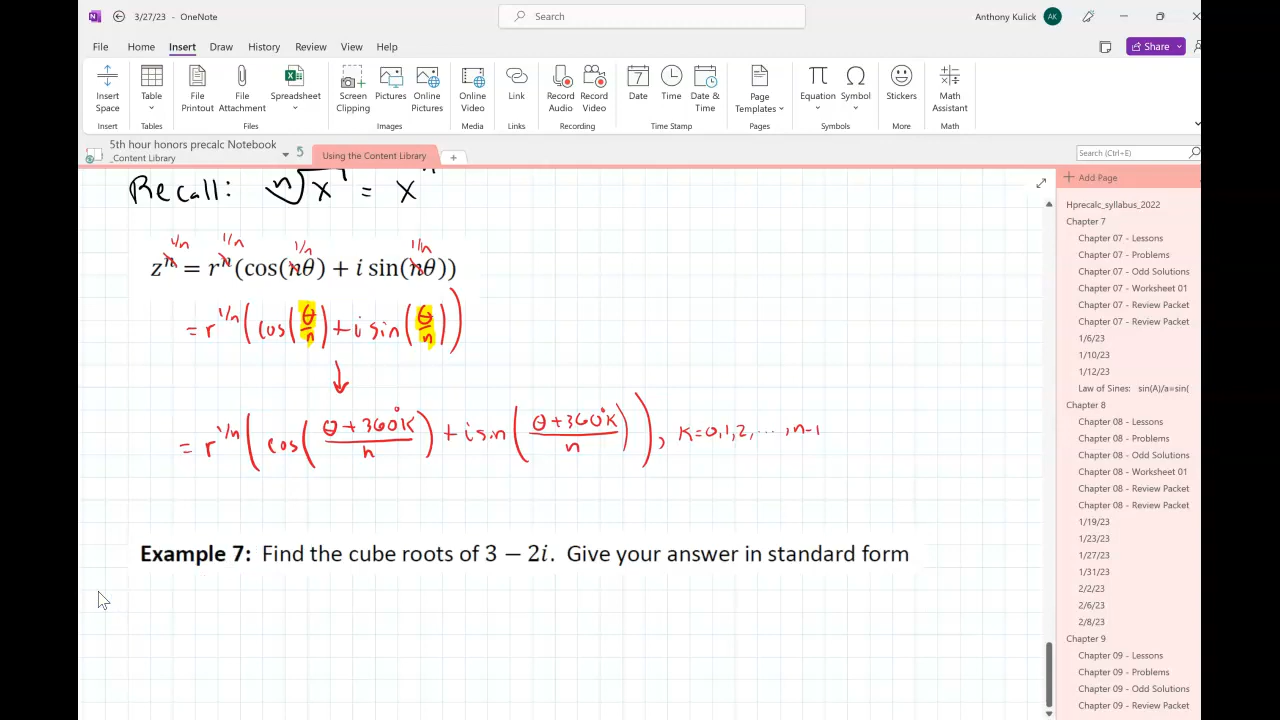 3/27/23 - OneNote
Search
Anthony Kulick
AK
File Home Insert Draw History Review View Help
Share
Insert Space
Table
File Printout
File Attachment
Spreadsheet
Screen Clipping
Pictures
Online Pictures
Online Video
Link
Record Audio
Record Video
Date
Time
Date & Time
Page Templates
Equation
Symbol
Stickers
Math Assistant
Insert Tables Files Images Media Links Recording Time Stamp Pages Symbols More Math
5th hour honors precalc Notebook
_Content Library
Using the Content Library
Search (Ctrl+E)
Recall: ⁿ√x¹ = x
zⁿ 1/n = rⁿ 1/n (cos(n 1/n θ) + i sin(n 1/n θ))
= r^1/n (cos(θ/n) + i sin(θ/n))
↓
= r^1/n (cos((θ+360°K)/n) + i sin((θ+360°K)/n)), K=0,1,2,...,n-1
Example 7: Find the cube roots of 3 − 2i. Give your answer in standard form
Add Page
Hprecalc_syllabus_2022
Chapter 7
Chapter 07 - Lessons
Chapter 07 - Problems
Chapter 07 - Odd Solutions
Chapter 07 - Worksheet 01
Chapter 07 - Review Packet
Chapter 07 - Review Packet
1/6/23
1/10/23
1/12/23
Law of Sines: sin(A)/a=sin(
Chapter 8
Chapter 08 - Lessons
Chapter 08 - Problems
Chapter 08 - Odd Solutions
Chapter 08 - Worksheet 01
Chapter 08 - Review Packet
Chapter 08 - Review Packet
1/19/23
1/23/23
1/27/23
1/31/23
2/2/23
2/6/23
2/8/23
Chapter 9
Chapter 09 - Lessons
Chapter 09 - Problems
Chapter 09 - Odd Solutions
Chapter 09 - Review Packet